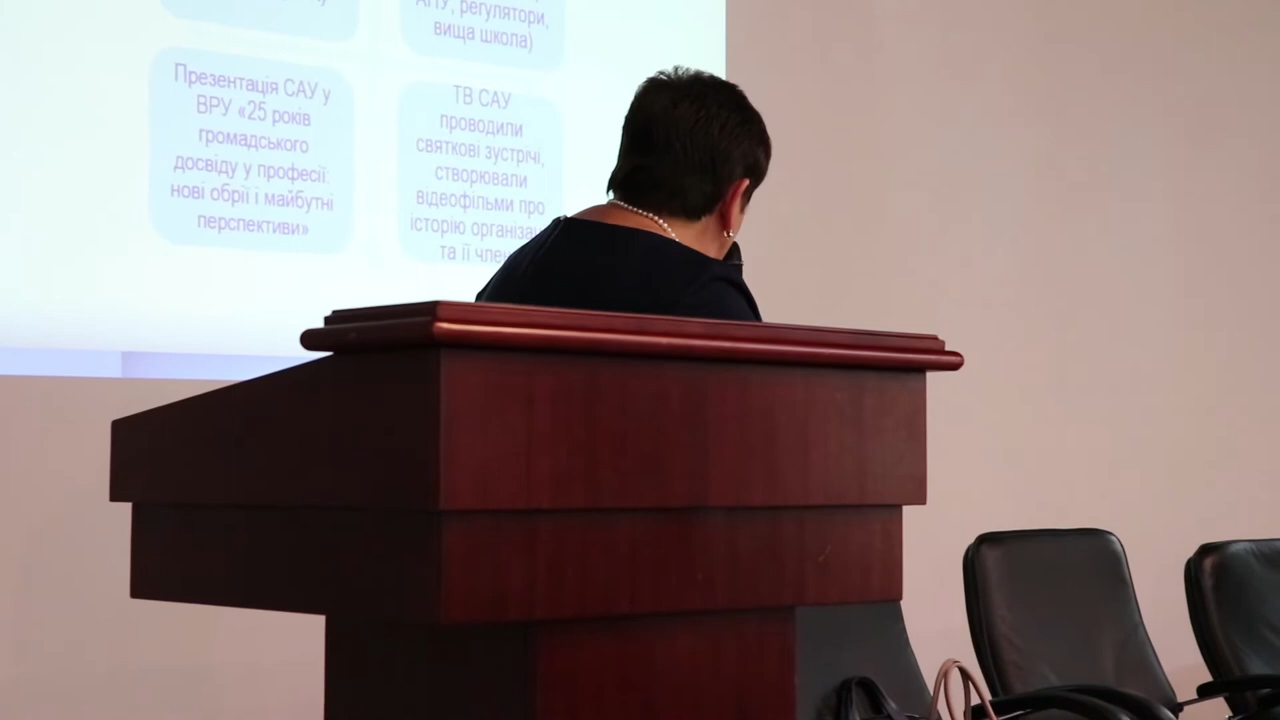 АПУ, регулятори,
вища школа)
Презентація САУ у
ВРУ «25 років
громадського
досвіду у професії:
нові обрії і майбутні
перспективи»
ТВ САУ
проводили
святкові зустрічі,
створювали
відеофільми про
історію
та її